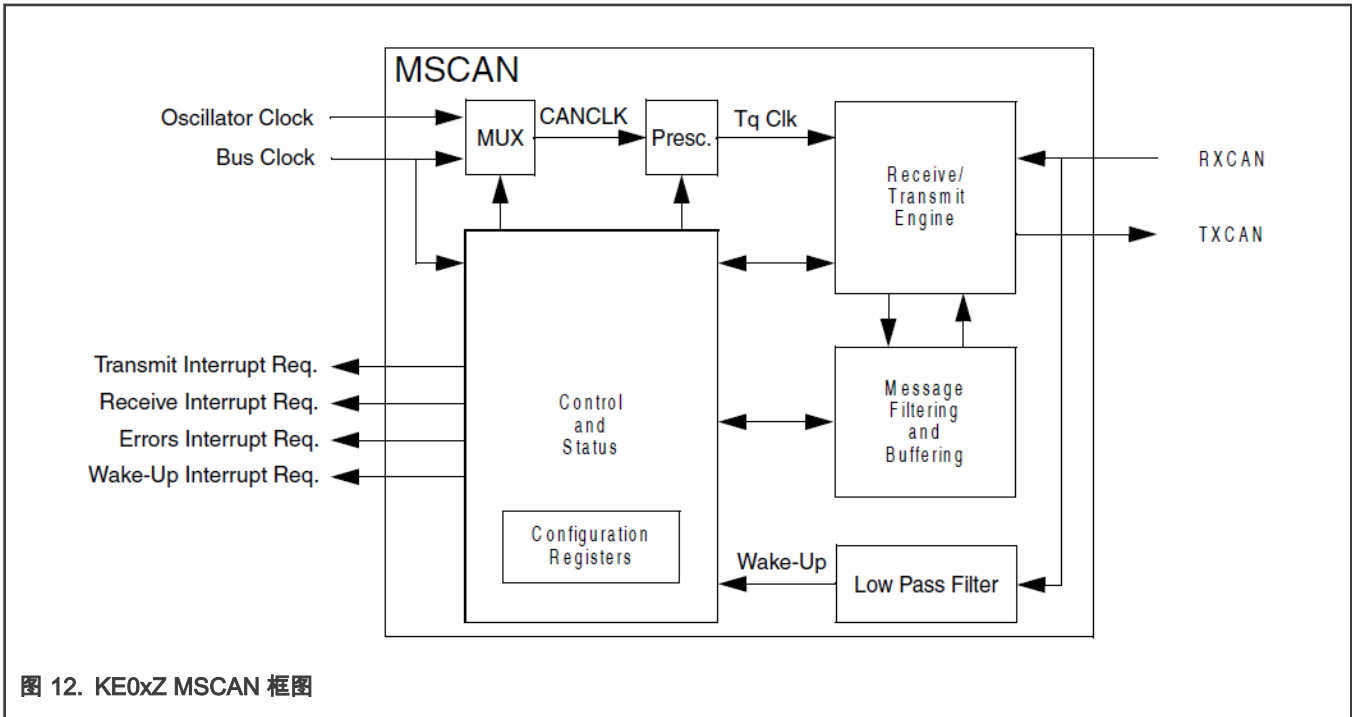 MSCAN
Oscillator Clock
Bus Clock
MUX
CANCLK
Presc.
Tq Clk
Receive/
Transmit
Engine
RXCAN
TXCAN
Transmit Interrupt Req.
Receive Interrupt Req.
Errors Interrupt Req.
Wake-Up Interrupt Req.
Control
and
Status
Message
Filtering
and
Buffering
Configuration
Registers
Wake-Up
Low Pass Filter
图 12. KE0xZ MSCAN 框图